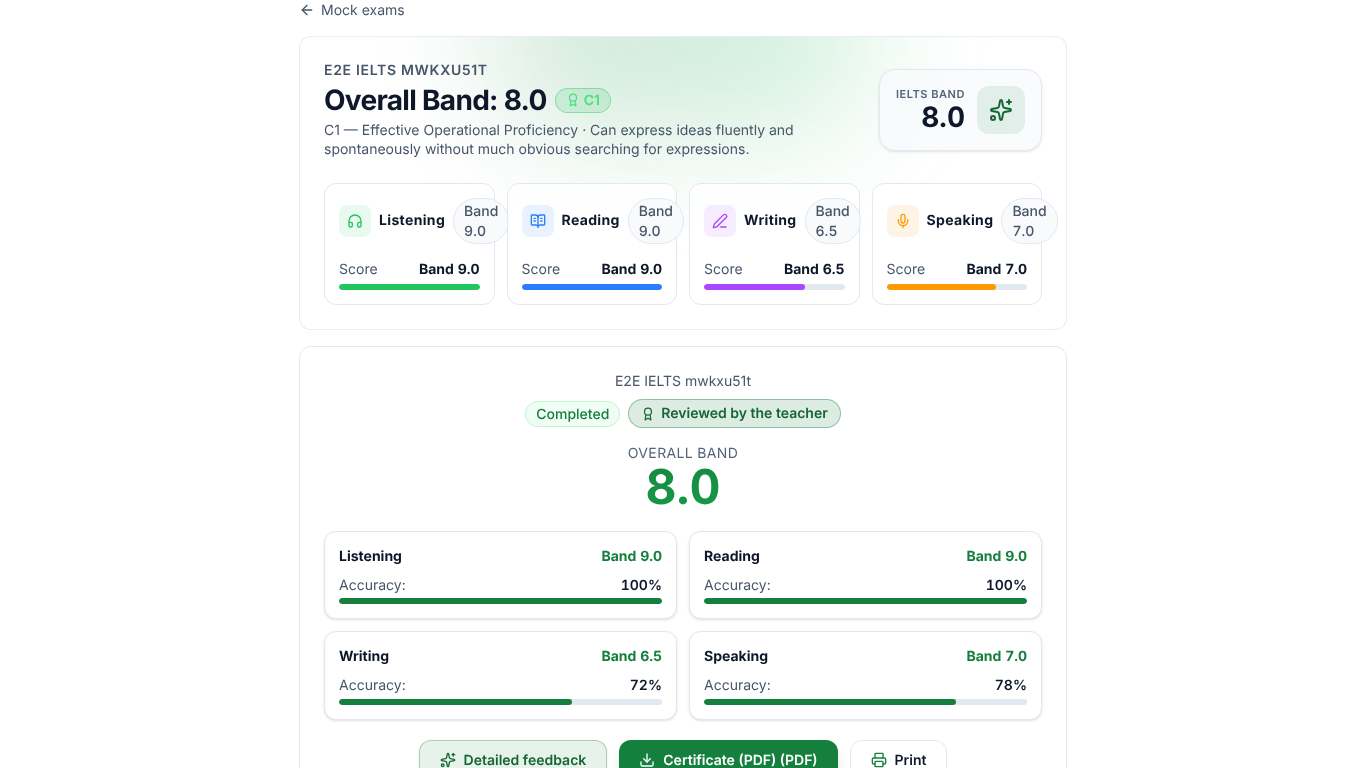 Mock exams
E2E IELTS MWKXU51T
Overall Band: 8.0 C1
C1 — Effective Operational Proficiency · Can express ideas fluently and
spontaneously without much obvious searching for expressions.
IELTS BAND
8.0
Listening Band 9.0
Score Band 9.0
Reading Band 9.0
Score Band 9.0
Writing Band 6.5
Score Band 6.5
Speaking Band 7.0
Score Band 7.0
E2E IELTS mwkxu51t
Completed Reviewed by the teacher
OVERALL BAND
8.0
Listening Band 9.0
Accuracy: 100%
Reading Band 9.0
Accuracy: 100%
Writing Band 6.5
Accuracy: 72%
Speaking Band 7.0
Accuracy: 78%
Detailed feedback Certificate (PDF) (PDF) Print